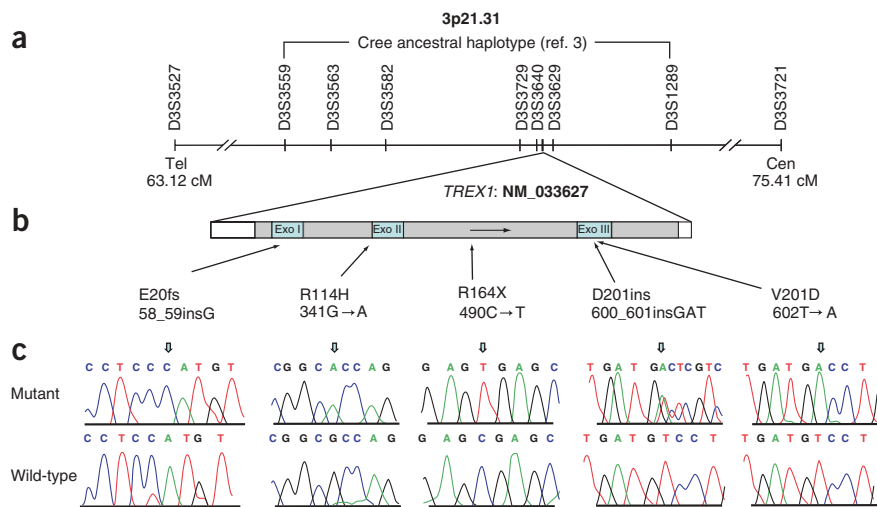 3p21.31
a
Cree ancestral haplotype (ref. 3)
D3S3527
D3S3559
D3S3563
D3S3582
D3S3729
D3S3640
D3S3629
D3S1289
D3S3721
Tel
63.12 cM
Cen
75.41 cM
TREX1: NM_033627
b
Exo I
Exo II
Exo III
E20fs
58_59insG
R114H
341G→A
R164X
490C→T
D201ins
600_601insGAT
V201D
602T→A
c
Mutant
C C T C C C A T G T
C G G C A C C A G
G A G T G A G C
T G A T G A C T C G T C
T G A T G A C C T
Wild-type
C C T C C A T G T
C G G C G C C A G
G A G C G A G C
T G A T G T C C T
T G A T G T C C T